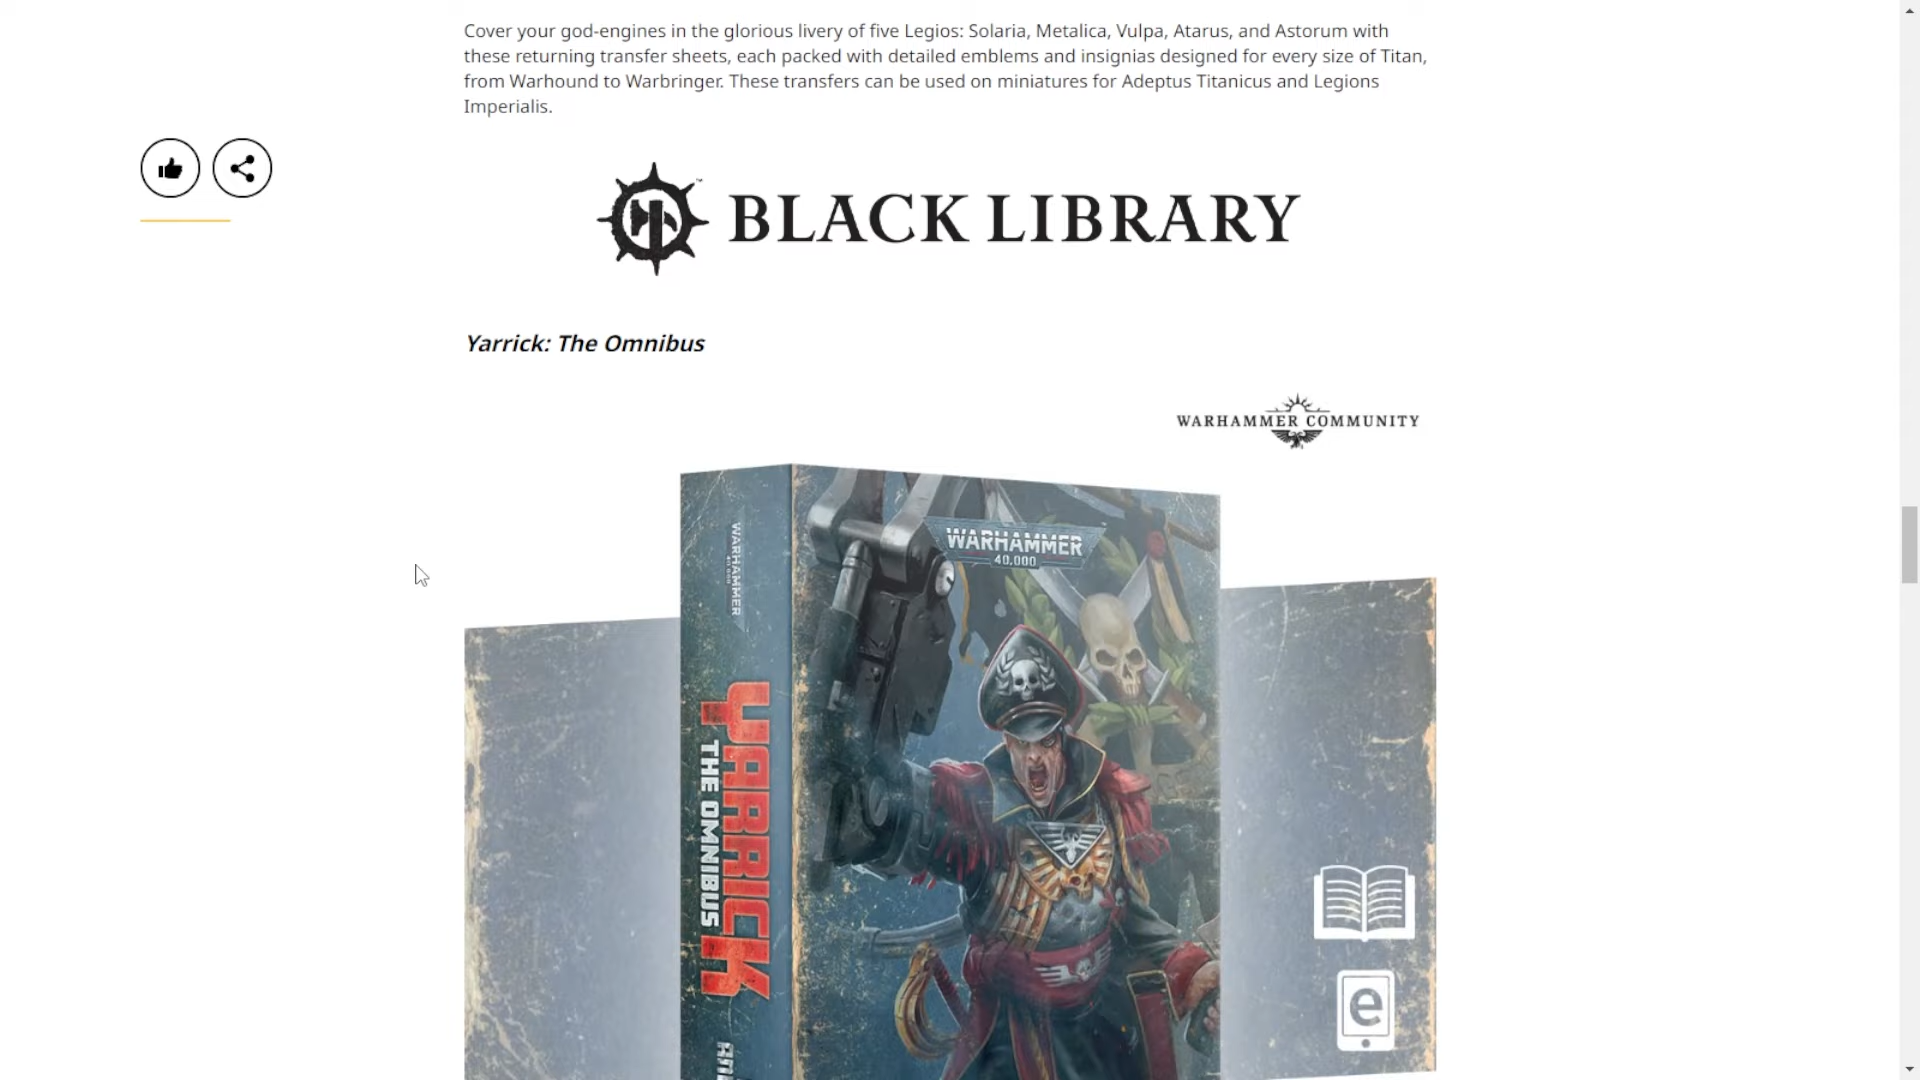 Cover your god-engines in the glorious livery of five Legios: Solaria, Metalica, Vulpa, Atarus, and Astorum with
these returning transfer sheets, each packed with detailed emblems and insignias designed for every size of Titan,
from Warhound to Warbringer. These transfers can be used on miniatures for Adeptus Titanicus and Legions
Imperialis.
BLACK LIBRARY
Yarrick: The Omnibus
WARHAMMER COMMUNITY
WARHAMMER
40,000
WARHAMMER
40,000
YARRICK
THE OMNIBUS
e